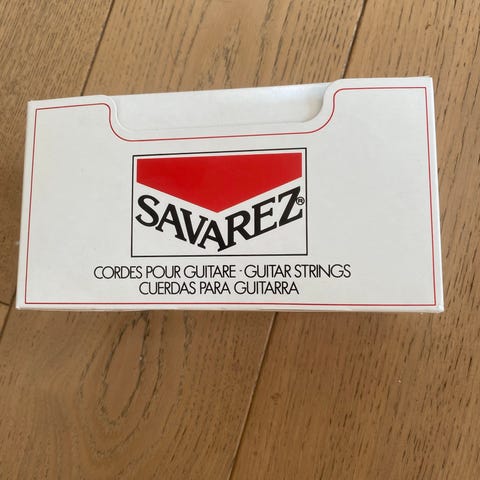 SAVAREZ®
CORDES POUR GUITARE · GUITAR STRINGS
CUERDAS PARA GUITARRA